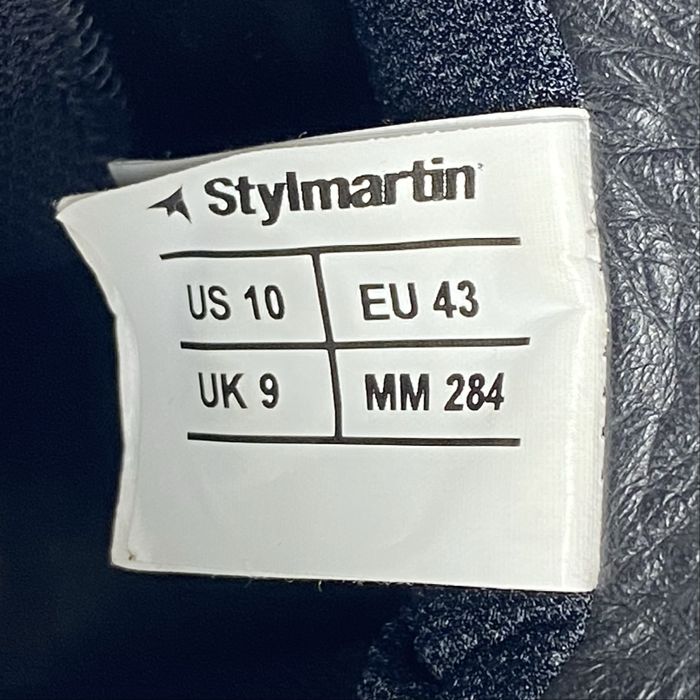 Stylmartin
US 10 EU 43
UK 9 MM 284